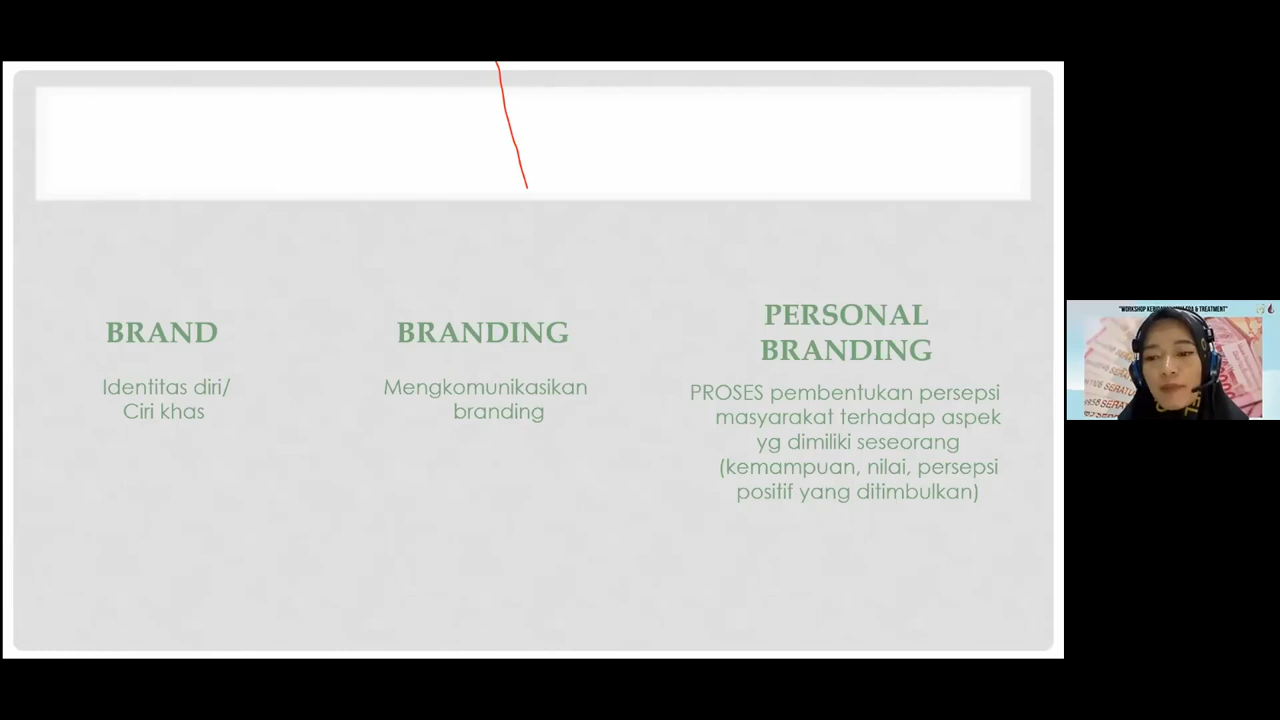 BRAND
Identitas diri/
Ciri khas
BRANDING
Mengkomunikasikan
branding
PERSONAL
BRANDING
PROSES pembentukan persepsi
masyarakat terhadap aspek
yg dimiliki seseorang
(kemampuan, nilai, persepsi
positif yang ditimbulkan)
& TREATMENT"